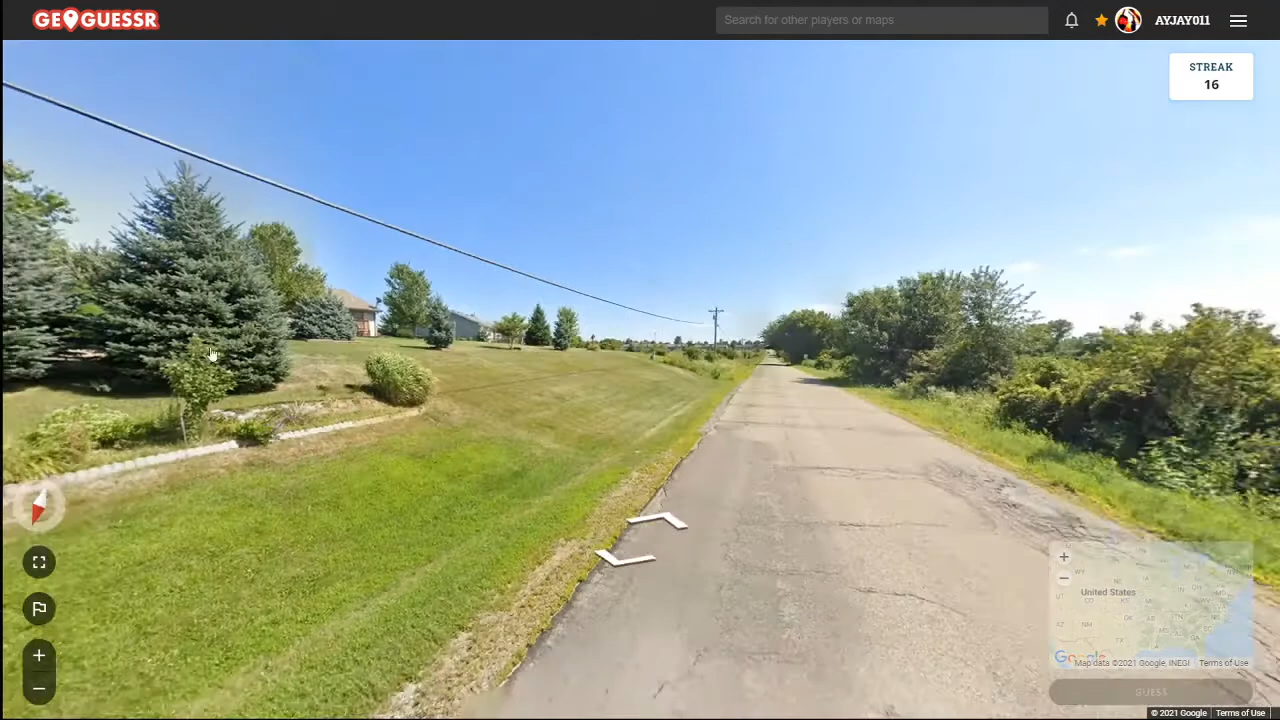 GEOGUESSR
Search for other players or maps
AYJAY011
STREAK
16
United States
Google
Map data ©2021 Google, INEGI
Terms of Use
GUESS
© 2021 Google
Terms of Use